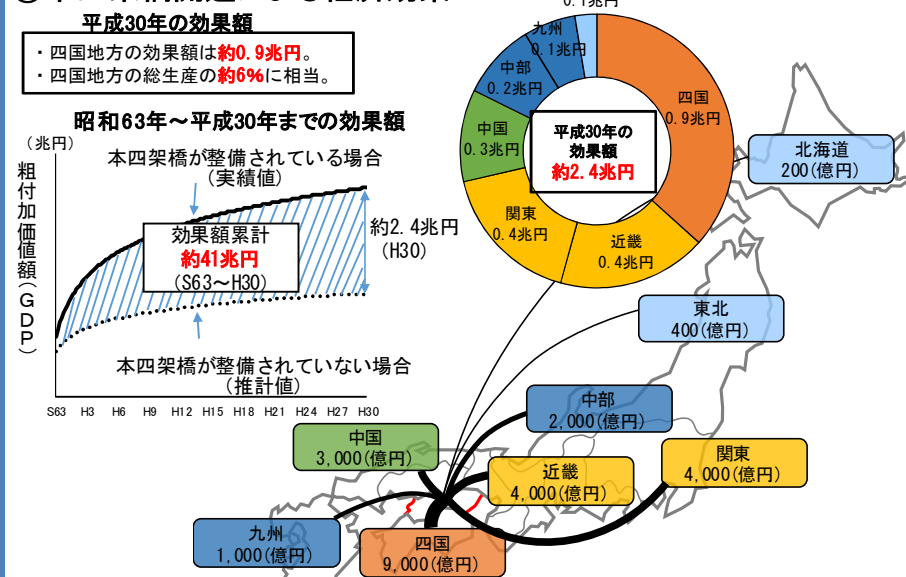 平成30年の効果額
・四国地方の効果額は約0.9兆円。
・四国地方の総生産の約6%に相当。
昭和63年～平成30年までの効果額
(兆円)
粗付加価値額(GDP)
本四架橋が整備されている場合
(実績値)
効果額累計
約41兆円
(S63～H30)
約2.4兆円
(H30)
本四架橋が整備されていない場合
(推計値)
S63 H3 H6 H9 H12 H15 H18 H21 H24 H27 H30
0.1兆円
九州
0.1兆円
中部
0.2兆円
中国
0.3兆円
関東
0.4兆円
近畿
0.4兆円
四国
0.9兆円
平成30年の
効果額
約2.4兆円
北海道
200(億円)
東北
400(億円)
中部
2,000(億円)
関東
4,000(億円)
中国
3,000(億円)
近畿
4,000(億円)
九州
1,000(億円)
四国
9,000(億円)